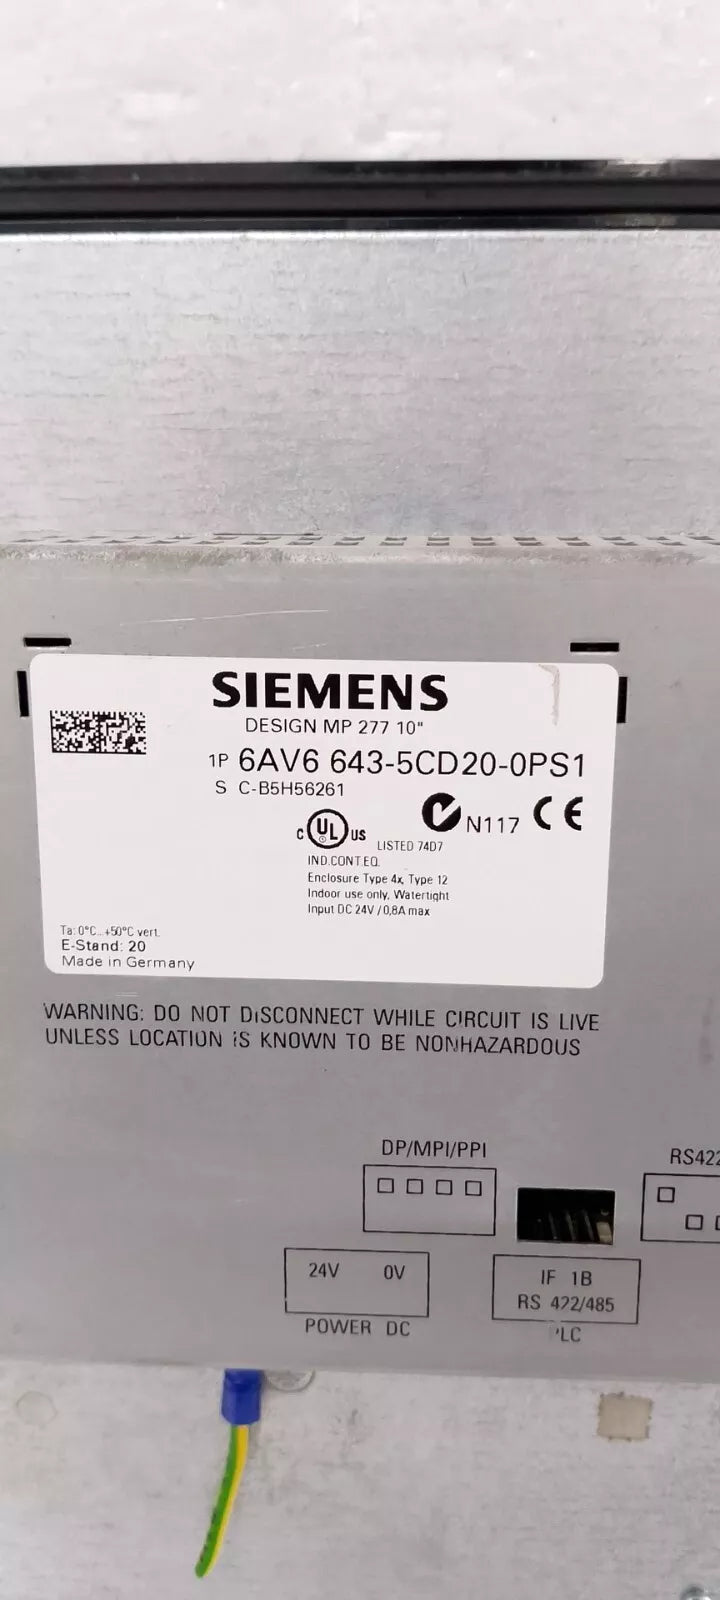 SIEMENS
DESIGN MP 277 10"
1P 6AV6 643-5CD20-0PS1
S C-B5H56261
N117 CE
C UL US LISTED 74D7
IND.CONT.EQ.
Enclosure Type 4x, Type 12
Indoor use only, Watertight
Input DC 24V / 0,8A max
Ta: 0°C...+50°C vert.
E-Stand: 20
Made in Germany
WARNING: DO NOT DISCONNECT WHILE CIRCUIT IS LIVE
UNLESS LOCATION IS KNOWN TO BE NONHAZARDOUS
DP/MPI/PPI
RS422
24V 0V
POWER DC
IF 1B
RS 422/485
PLC